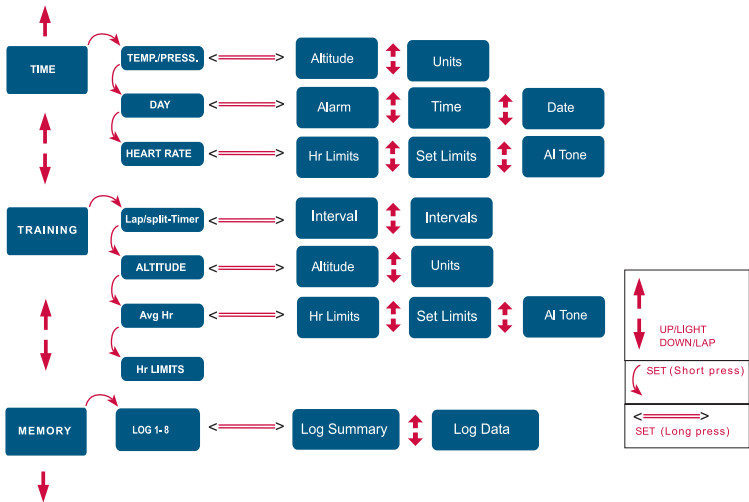 TIME
TEMP./PRESS.
Altitude
Units
DAY
Alarm
Time
Date
HEART RATE
Hr Limits
Set Limits
Al Tone
TRAINING
Lap/split-Timer
Interval
Intervals
ALTITUDE
Altitude
Units
Avg Hr
Hr Limits
Set Limits
Al Tone
Hr LIMITS
MEMORY
LOG 1- 8
Log Summary
Log Data
UP/LIGHT
DOWN/LAP
SET (Short press)
SET (Long press)